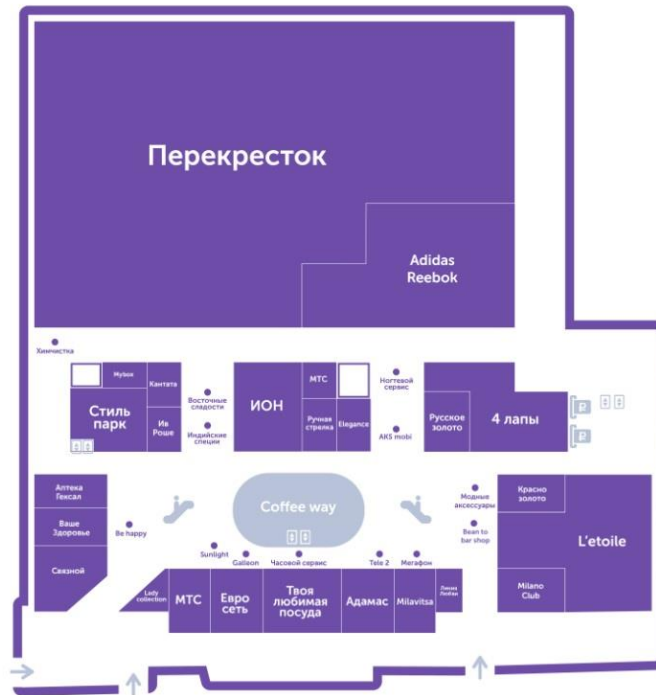 Перекресток
Adidas
Reebok
Химчистка
Mybox
Кантата
Стиль
парк
Ив
Роше
Восточные
сладости
Индийские
специи
ИОН
МТС
Ручная
стрелка
Elegance
Ногтевой
сервис
AKS mobi
Русское
золото
4 лапы
Аптека
Гексал
Ваше
Здоровье
Связной
Be happy
Coffee way
Модные
аксессуары
Bean to
bar shop
Красно
золото
L'etoile
Milano
Club
Sunlight
Galleon
Часовой сервис
Tele 2
Мегафон
Lady
collection
МТС
Евро
сеть
Твоя
любимая
посуда
Адамас
Milavitsa
Линии
Любви